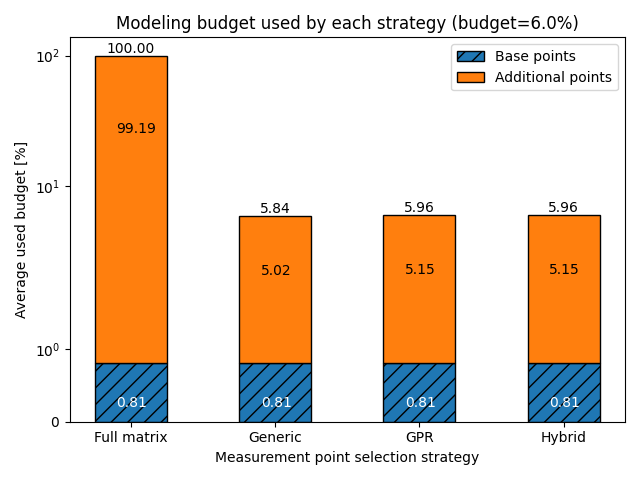 Modeling budget used by each strategy (budget=6.0%)
Base points
Additional points
Average used budget [%]
10²
10¹
10⁰
0
100.00
99.19
0.81
5.84
5.02
0.81
5.96
5.15
0.81
5.96
5.15
0.81
Full matrix
Generic
GPR
Hybrid
Measurement point selection strategy